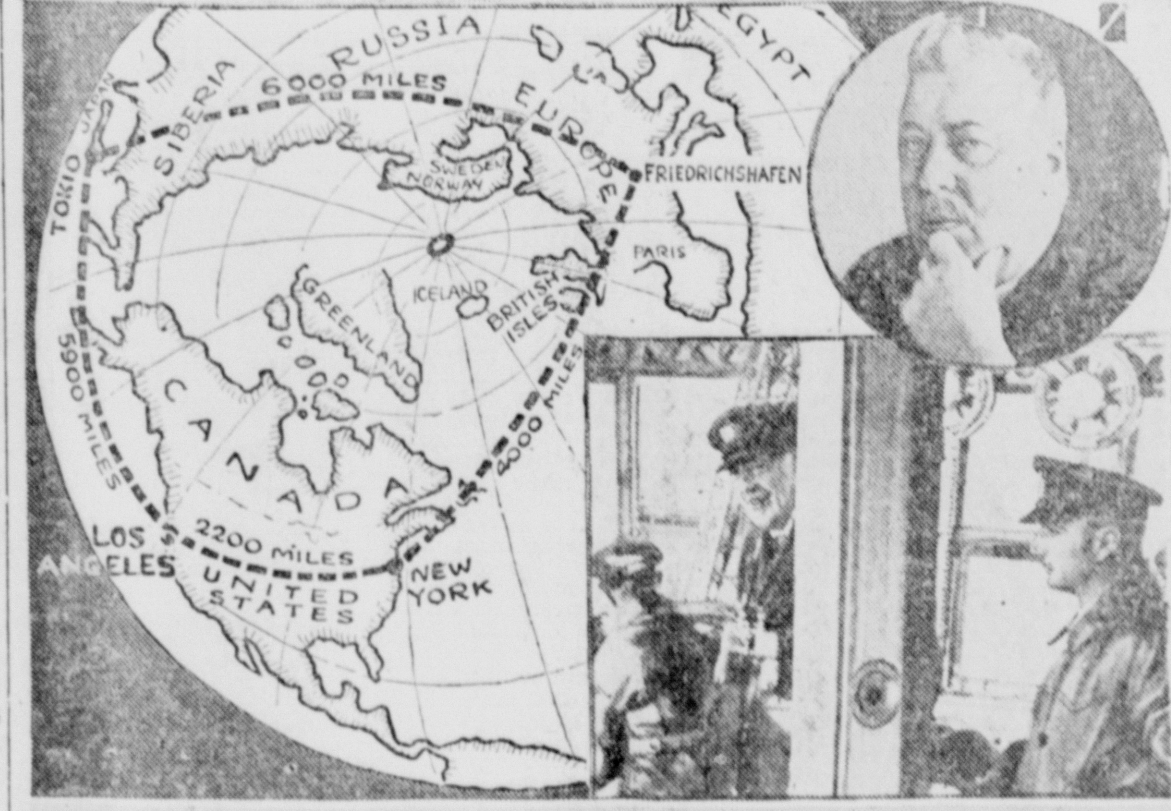 RUSSIA
EGYPT
6000 MILES
SIBERIA
EUROPE
JAPAN
TOKIO
SWEDEN
NORWAY
FRIEDRICHSHAFEN
PARIS
ICELAND
BRITISH
ISLES
GREENLAND
5900 MILES
CANADA
4000 MILES
LOS
ANGELES
2200 MILES
NEW
YORK
UNITED
STATES